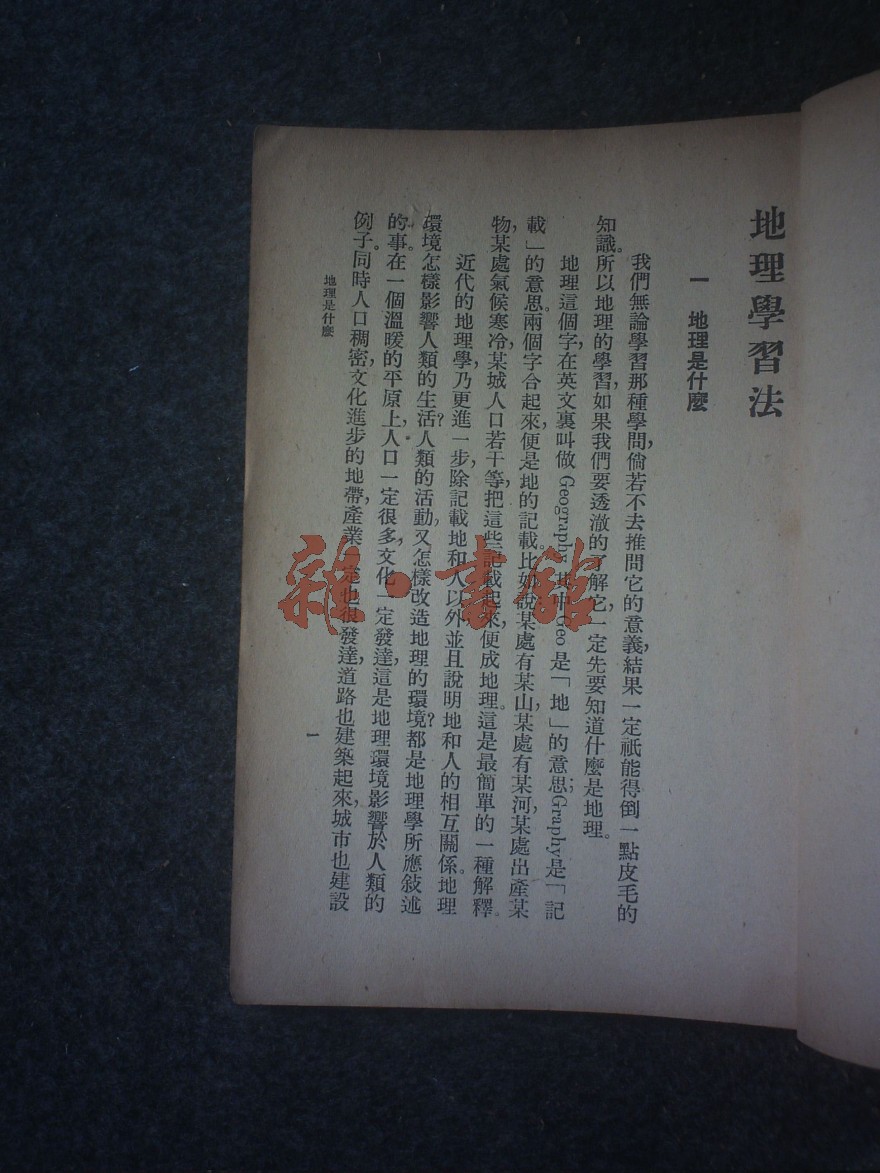 地理學習法
一 地理是什麼
我們無論學習那種學問，倘若不去推問它的意義，結果一定祇能得倒一點皮毛的
知識。所以地理的學習，如果我們要透澈的了解它，一定先要知道什麼是地理。
地理這個字，在英文裏叫做 Geography 其中 Geo 是「地」的意思；Graphy 是「記
載」的意思。兩個字合起來，便是地的記載。比如說某處有某山，某處有某河，某處出產某
物，某處氣候寒冷，某城人口若干等，把這些記載起來，便成地理。這是最簡單的一種解釋。
近代的地理學，乃更進一步，除記載地和人以外，並且說明地和人的相互關係。地理
環境怎樣影響人類的生活？人類的活動，又怎樣改造地理的環境？都是地理學所應敍述
的事。在一個溫暖的平原上，人口一定很多，文化一定發達，這是地理環境影響於人類的
例子。同時人口稠密，文化進步的地帶，產業一定也很發達，道路也建築起來，城市也建設
地理是什麼
一
雜·書館